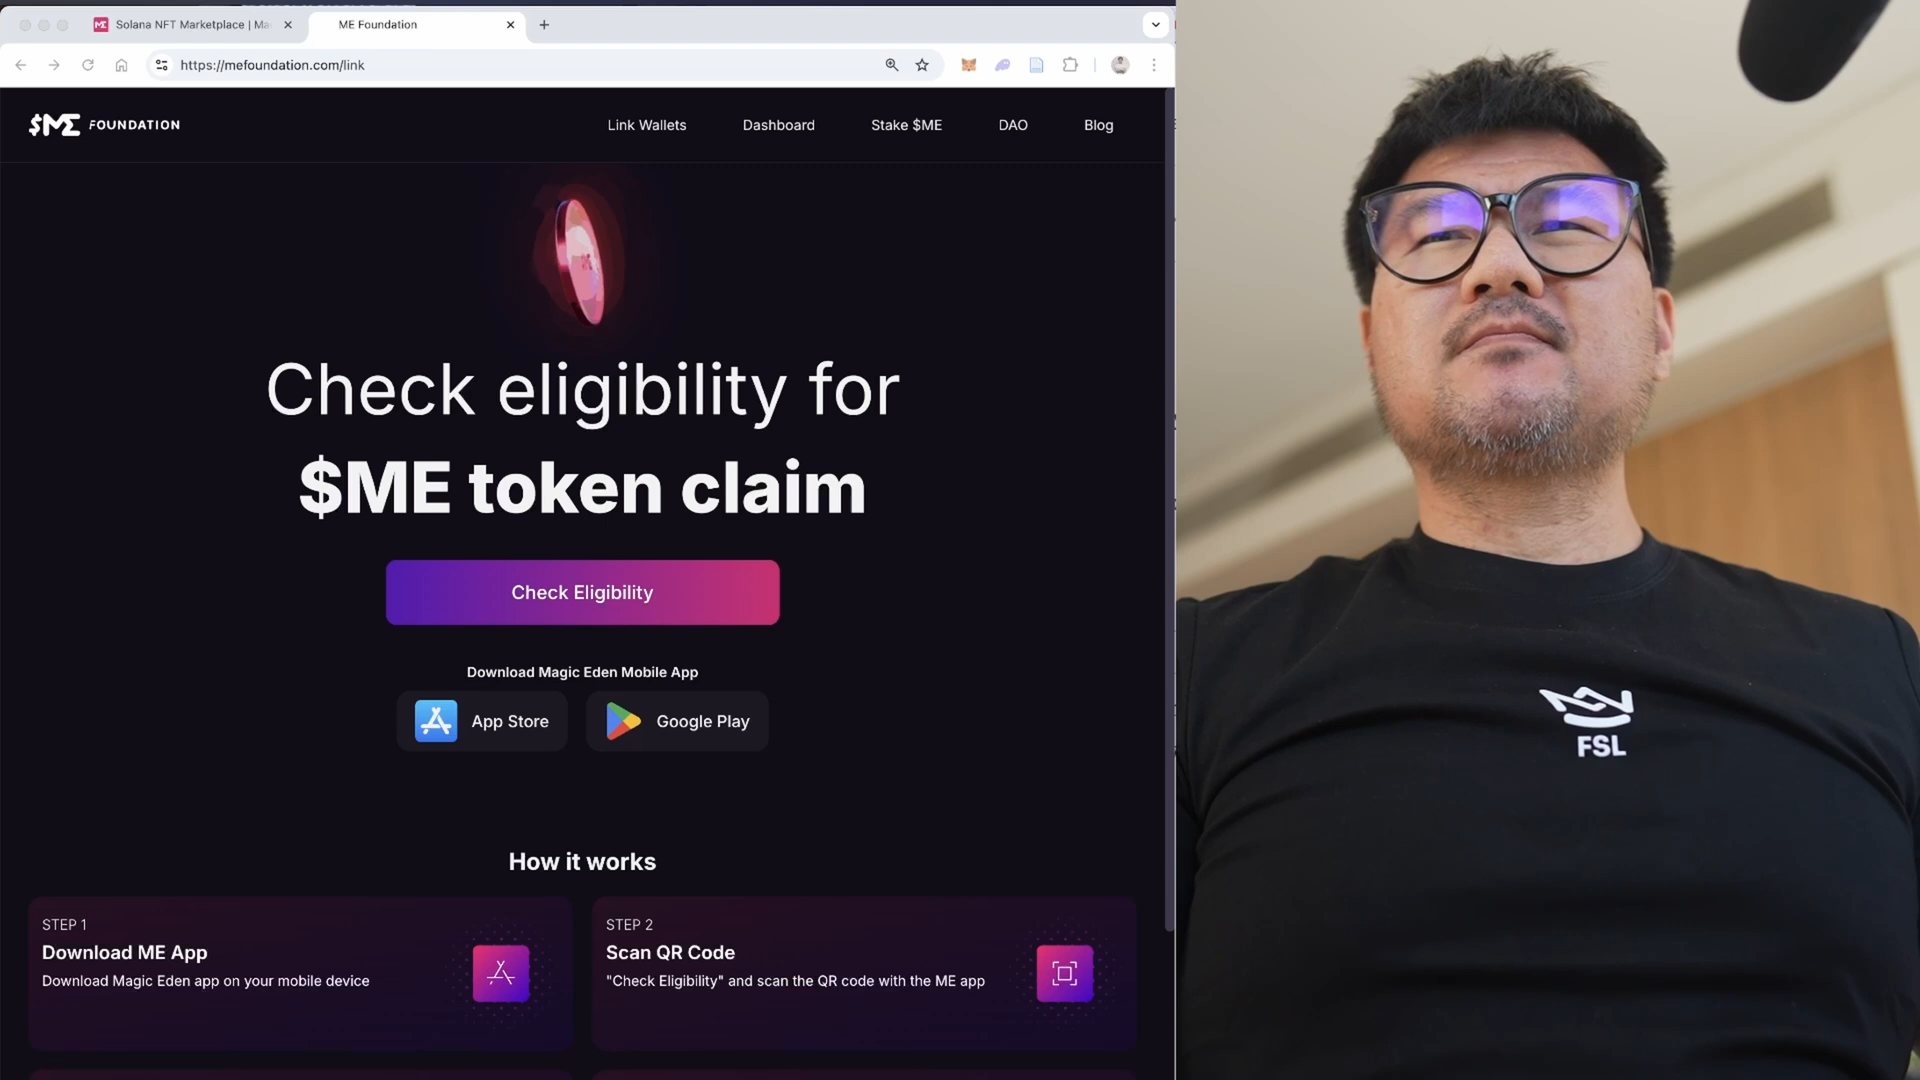 Solana NFT Marketplace | Ma
ME Foundation
https://mefoundation.com/link
$ME FOUNDATION
Link Wallets
Dashboard
Stake $ME
DAO
Blog
Check eligibility for
$ME token claim
Check Eligibility
Download Magic Eden Mobile App
App Store
Google Play
How it works
STEP 1
Download ME App
Download Magic Eden app on your mobile device
STEP 2
Scan QR Code
"Check Eligibility" and scan the QR code with the ME app
FSL